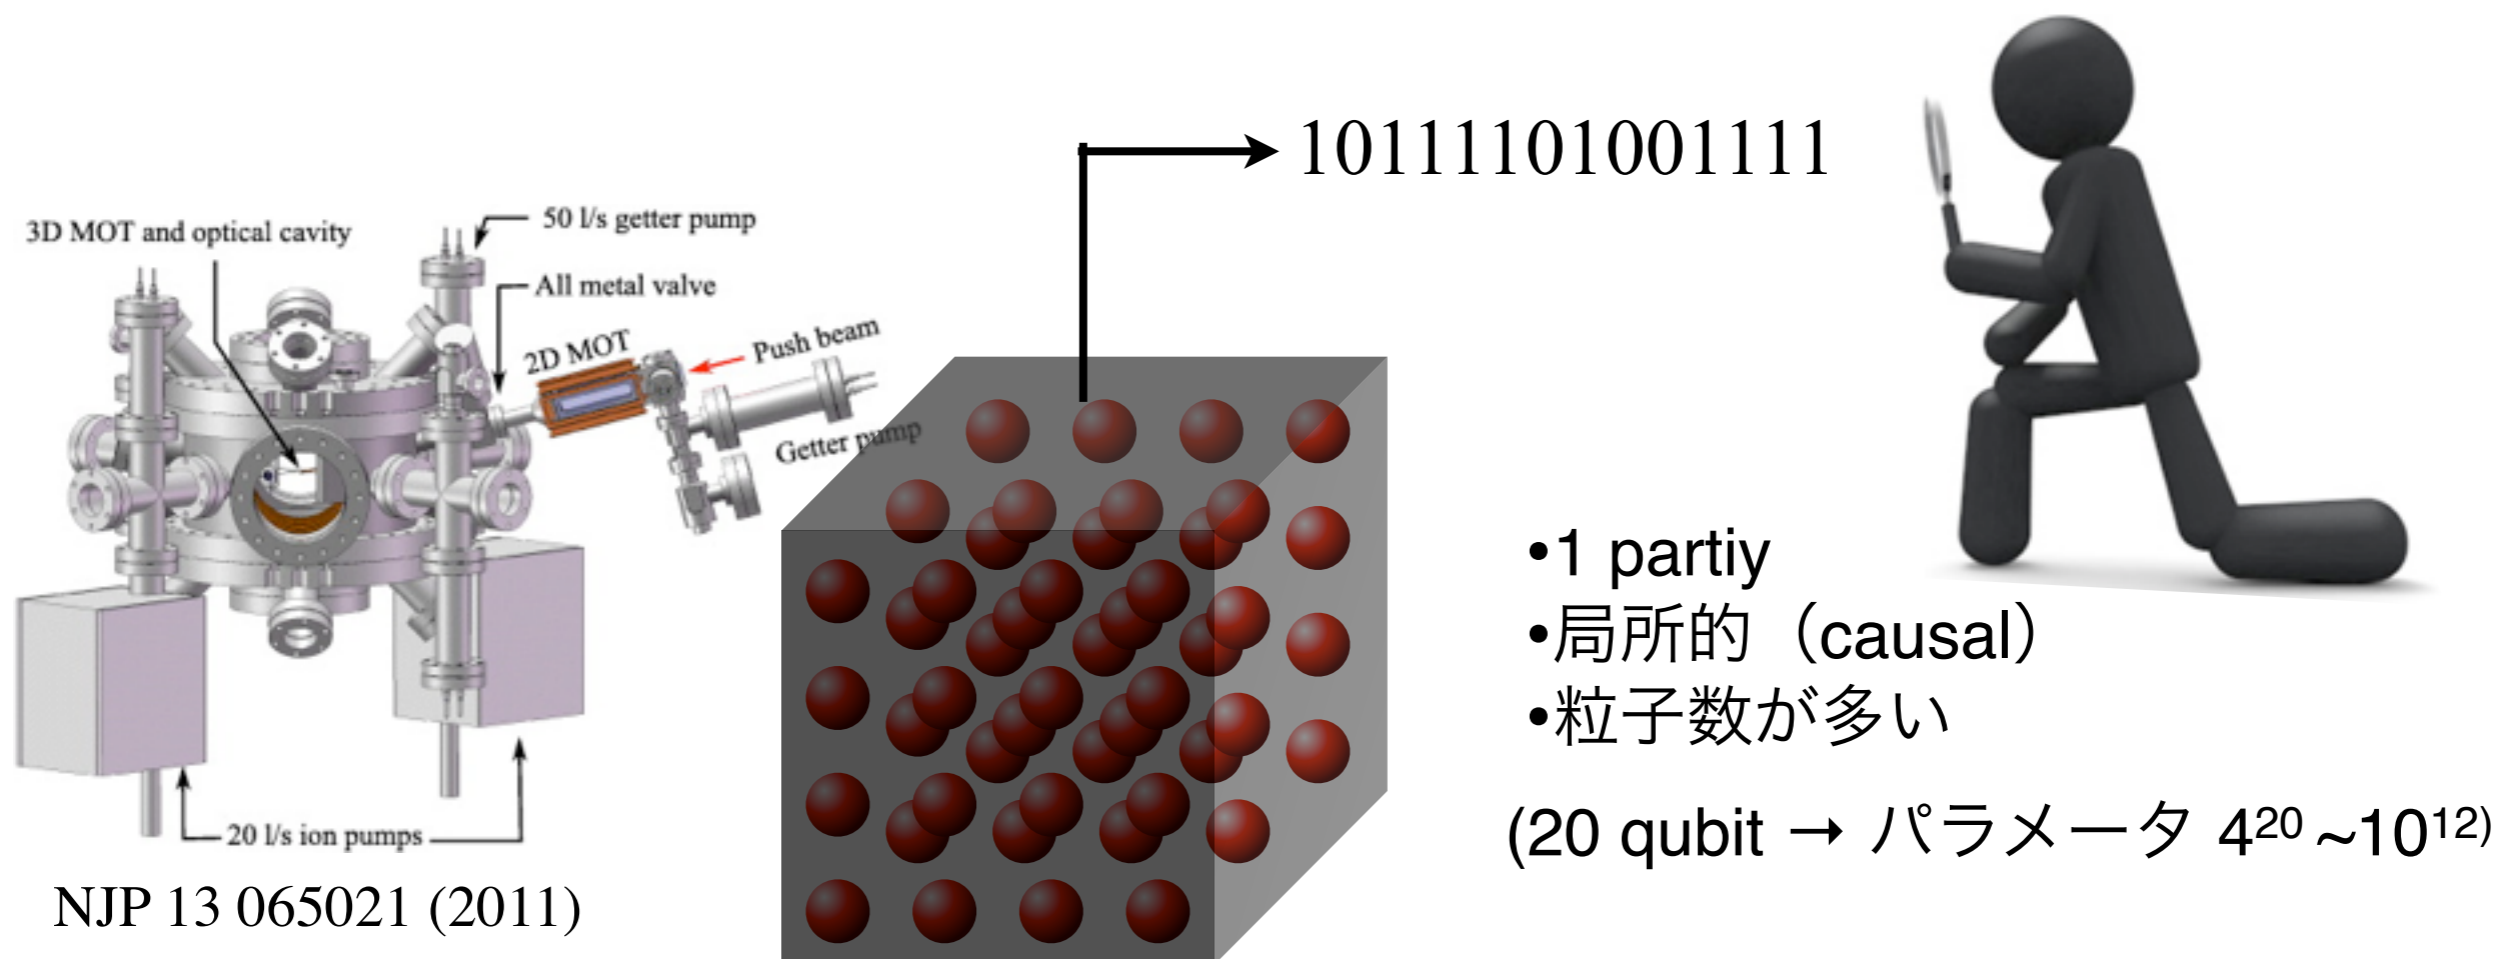 3D MOT and optical cavity
50 l/s getter pump
All metal valve
2D MOT
Push beam
Getter pump
20 l/s ion pumps
NJP 13 065021 (2011)
10111101001111
•1 partiy
•局所的（causal）
•粒子数が多い
(20 qubit → パラメータ 4²⁰ ~10¹²⁾